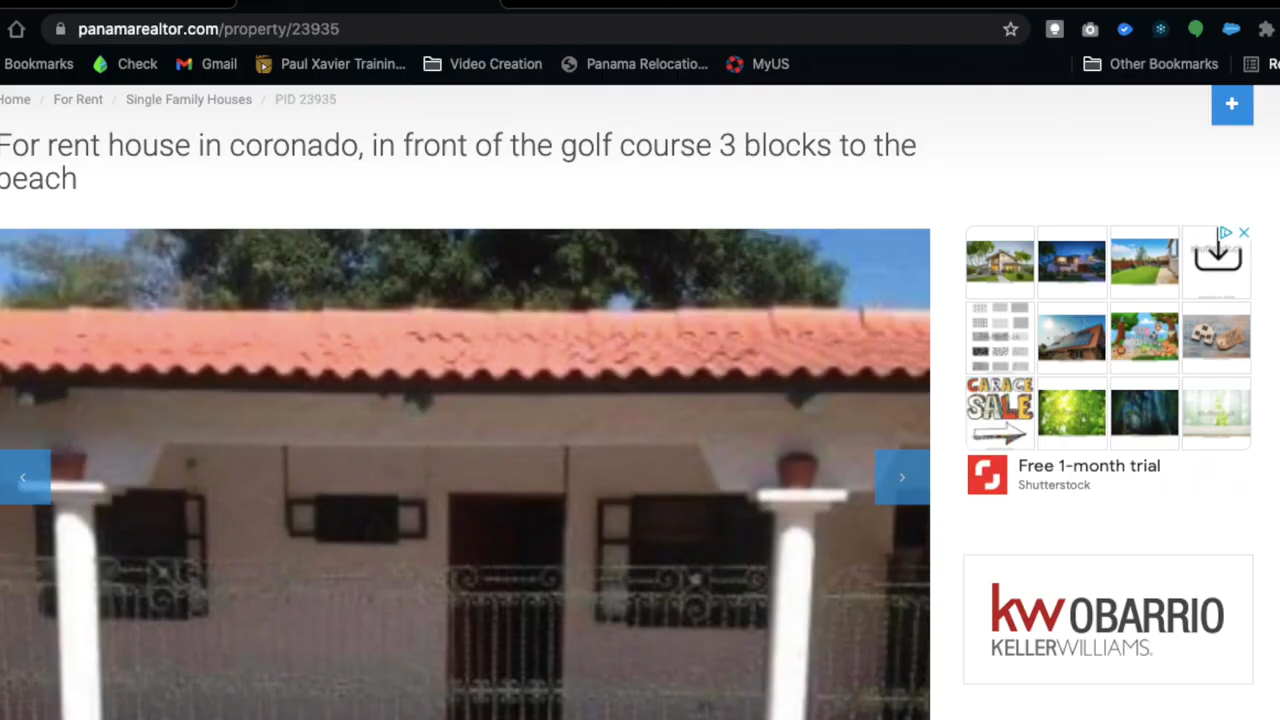 panamarealtor.com/property/23935
Bookmarks Check Gmail Paul Xavier Trainin... Video Creation Panama Relocatio... MyUS Other Bookmarks
Home / For Rent / Single Family Houses / PID 23935
For rent house in coronado, in front of the golf course 3 blocks to the
beach
GARAGE
SALE
Free 1-month trial
Shutterstock
kw OBARRIO
KELLERWILLIAMS.